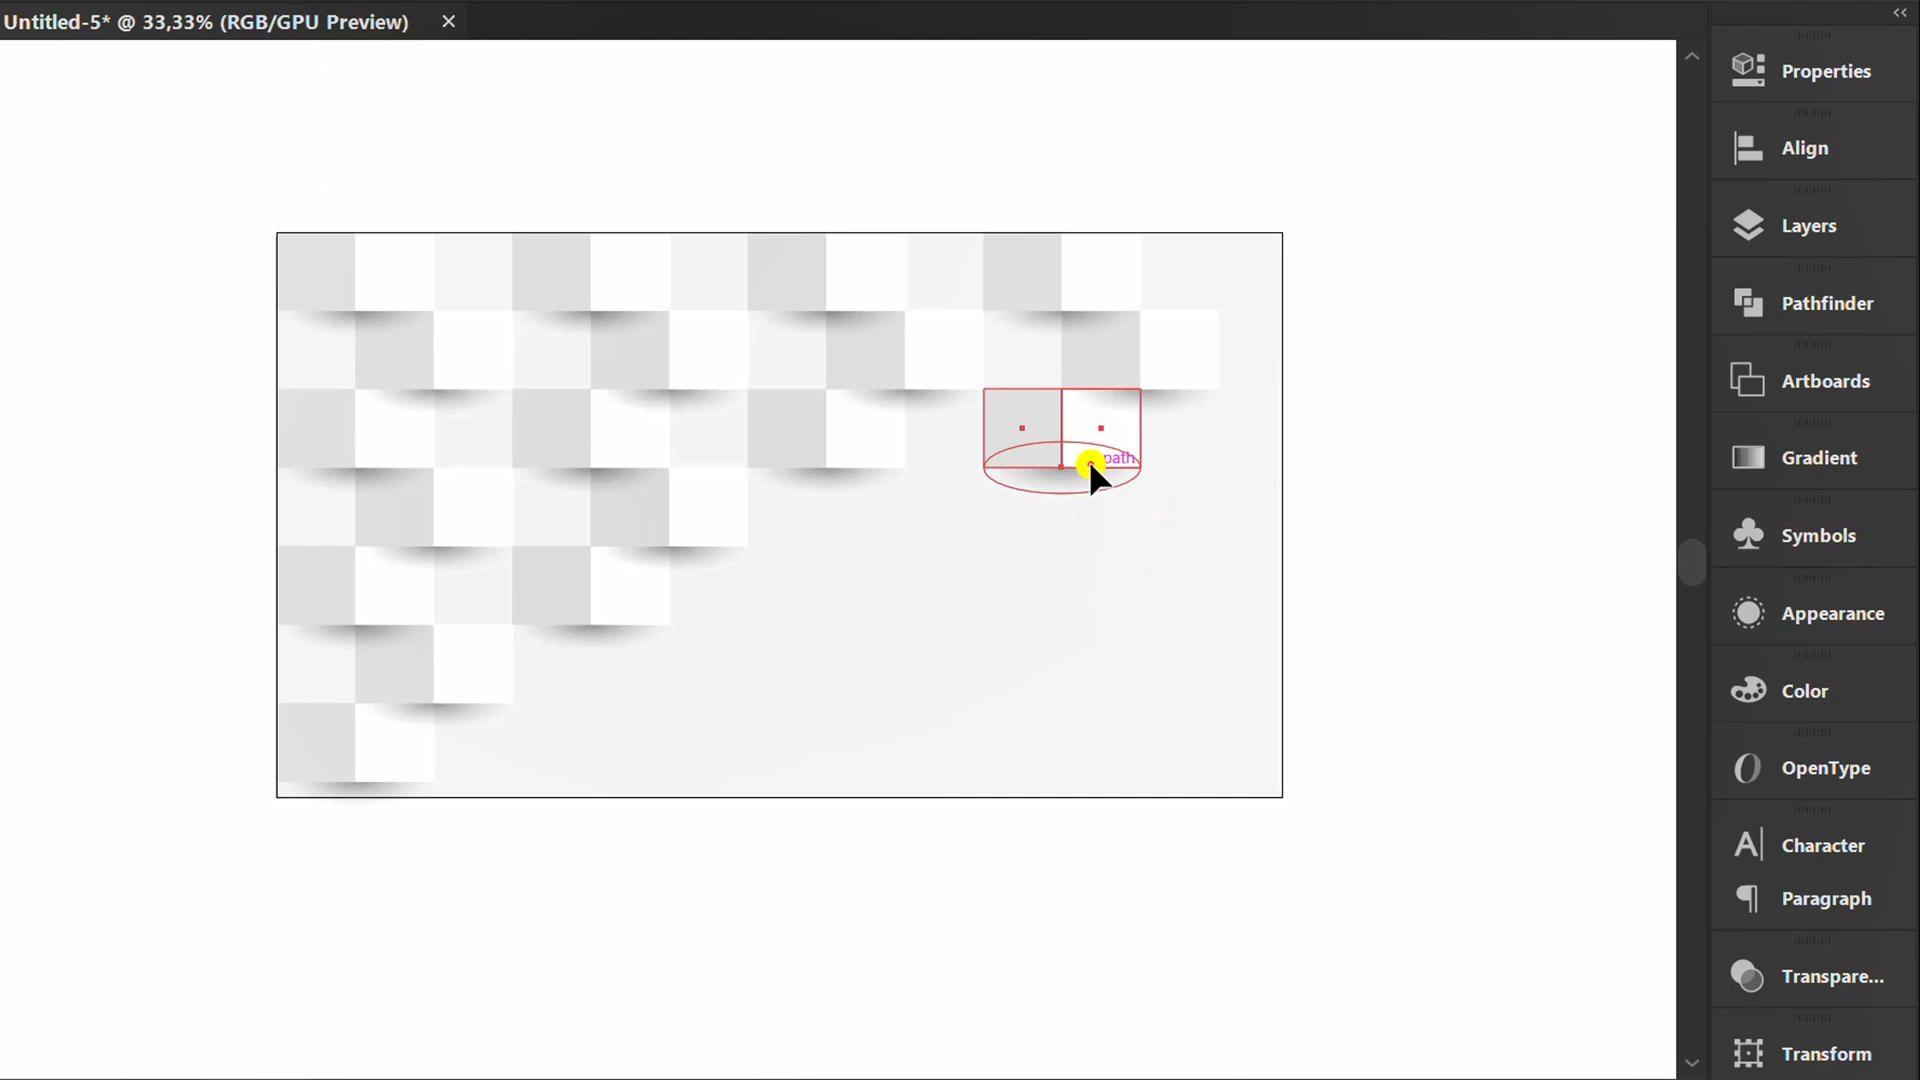 Untitled-5* @ 33,33% (RGB/GPU Preview)
Properties
Align
Layers
Pathfinder
Artboards
Gradient
path
Symbols
Appearance
Color
OpenType
Character
Paragraph
Transpare...
Transform